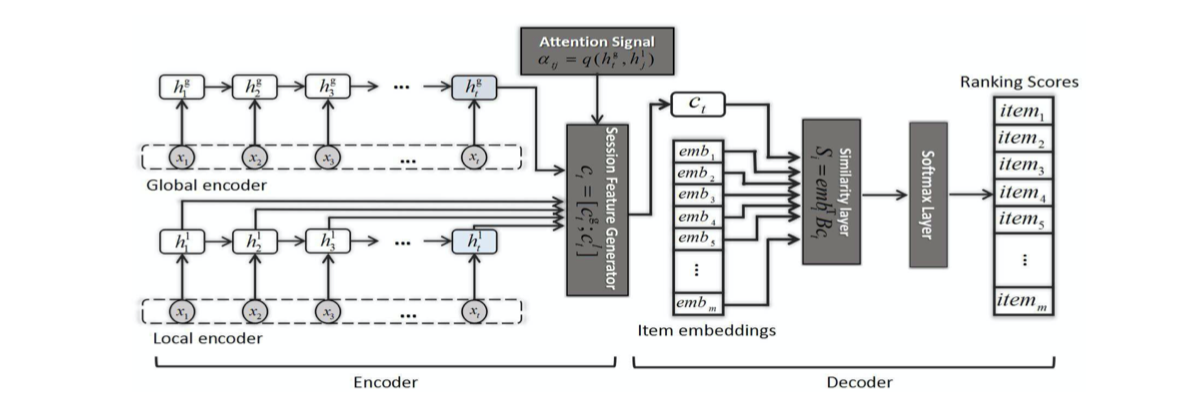 Attention Signal
α_ij = q(h_t^g, h_j^l)
h_1^g h_2^g h_3^g ... h_t^g
x_1 x_2 x_3 ... x_t
Global encoder
h_1^l h_2^l h_3^l ... h_t^l
x_1 x_2 x_3 ... x_t
Local encoder
Session Feature Generator
c_t = [c_t^g; c_t^l]
c_t
emb_1
emb_2
emb_3
emb_4
emb_5
...
emb_m
Item embeddings
Similarity layer
S_i = emb_i^T B c_t
Softmax Layer
Ranking Scores
item_1
item_2
item_3
item_4
item_5
...
item_m
Encoder
Decoder